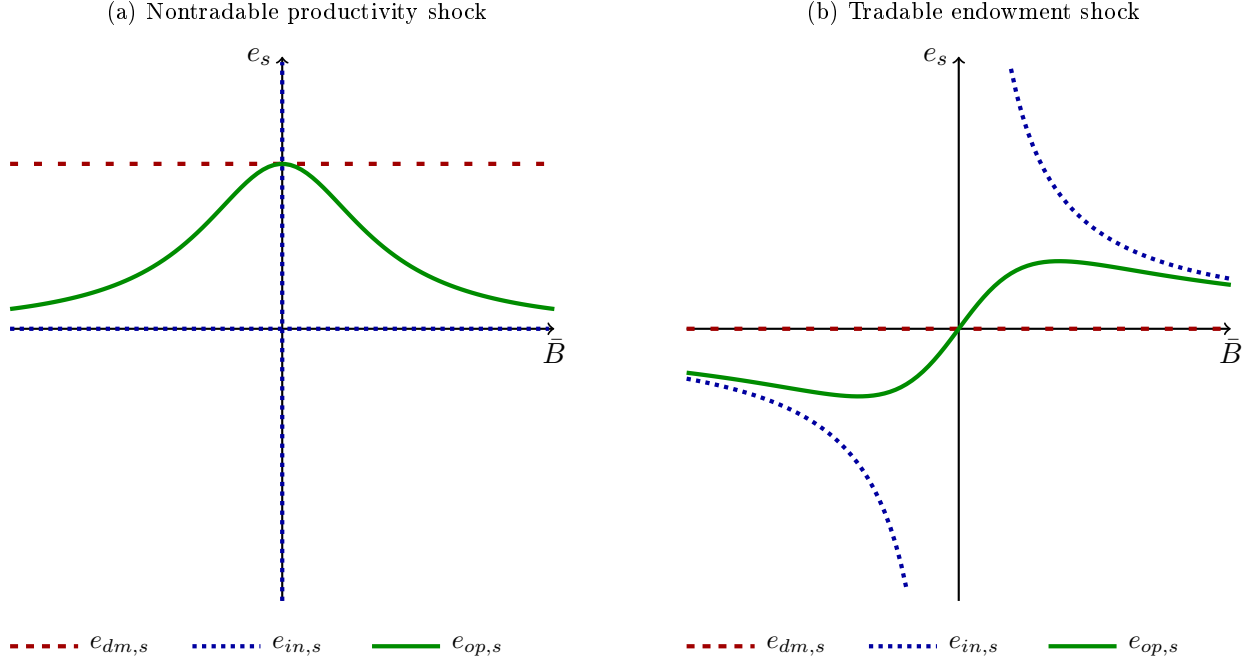 (a) Nontradable productivity shock
(b) Tradable endowment shock
e_s
e_s
B̄
B̄
e_{dm,s} e_{in,s} e_{op,s}
e_{dm,s} e_{in,s} e_{op,s}